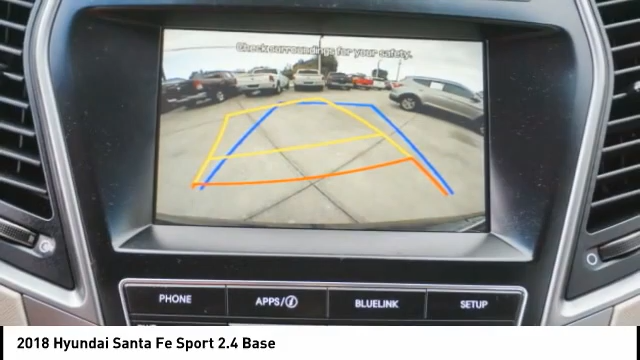 Check surroundings for your safety.
PHONE
APPS/i
BLUELINK
SETUP
2018 Hyundai Santa Fe Sport 2.4 Base